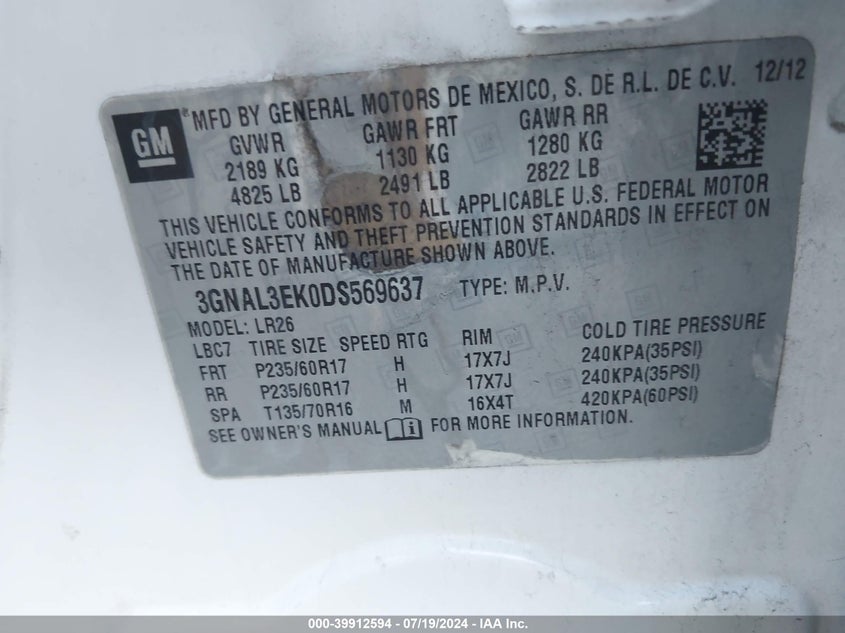 GM
® MFD BY GENERAL MOTORS DE MEXICO, S. DE R.L. DE C.V. 12/12
GVWR GAWR FRT GAWR RR
2189 KG 1130 KG 1280 KG
4825 LB 2491 LB 2822 LB
THIS VEHICLE CONFORMS TO ALL APPLICABLE U.S. FEDERAL MOTOR
VEHICLE SAFETY AND THEFT PREVENTION STANDARDS IN EFFECT ON
THE DATE OF MANUFACTURE SHOWN ABOVE.
3GNAL3EK0DS569637 TYPE: M.P.V.
MODEL: LR26
LBC7 TIRE SIZE SPEED RTG RIM COLD TIRE PRESSURE
FRT P235/60R17 H 17X7J 240KPA(35PSI)
RR P235/60R17 H 17X7J 240KPA(35PSI)
SPA T135/70R16 M 16X4T 420KPA(60PSI)
SEE OWNER'S MANUAL i FOR MORE INFORMATION.
000-39912594 - 07/19/2024 - IAA Inc.